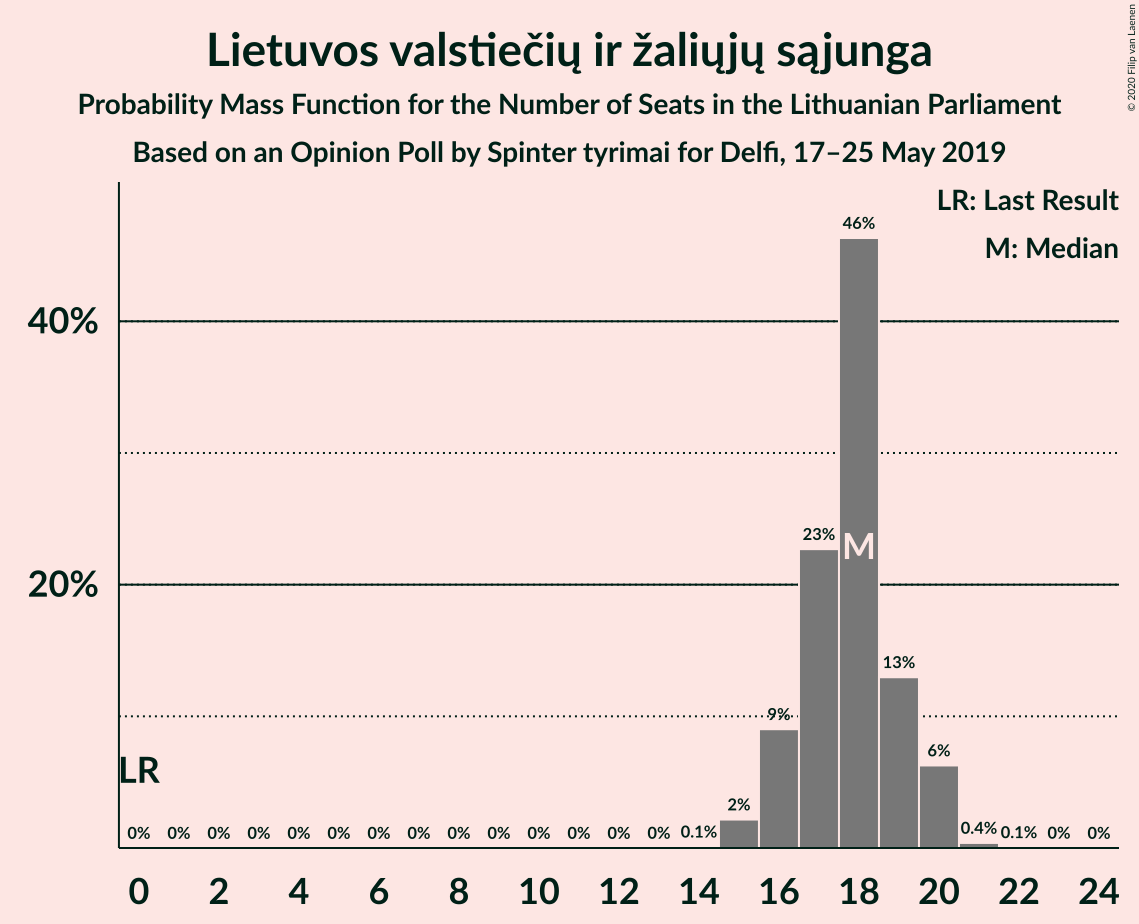 Lietuvos valstiečių ir žaliųjų sąjunga
Probability Mass Function for the Number of Seats in the Lithuanian Parliament
Based on an Opinion Poll by Spinter tyrimai for Delfi, 17–25 May 2019
© 2020 Filip van Laenen
LR: Last Result
M: Median
46%
40%
23%
M
20%
13%
9%
6%
LR
2%
0% 0% 0% 0% 0% 0% 0% 0% 0% 0% 0% 0% 0% 0% 0.1% 0.4% 0.1% 0% 0%
0 2 4 6 8 10 12 14 16 18 20 22 24